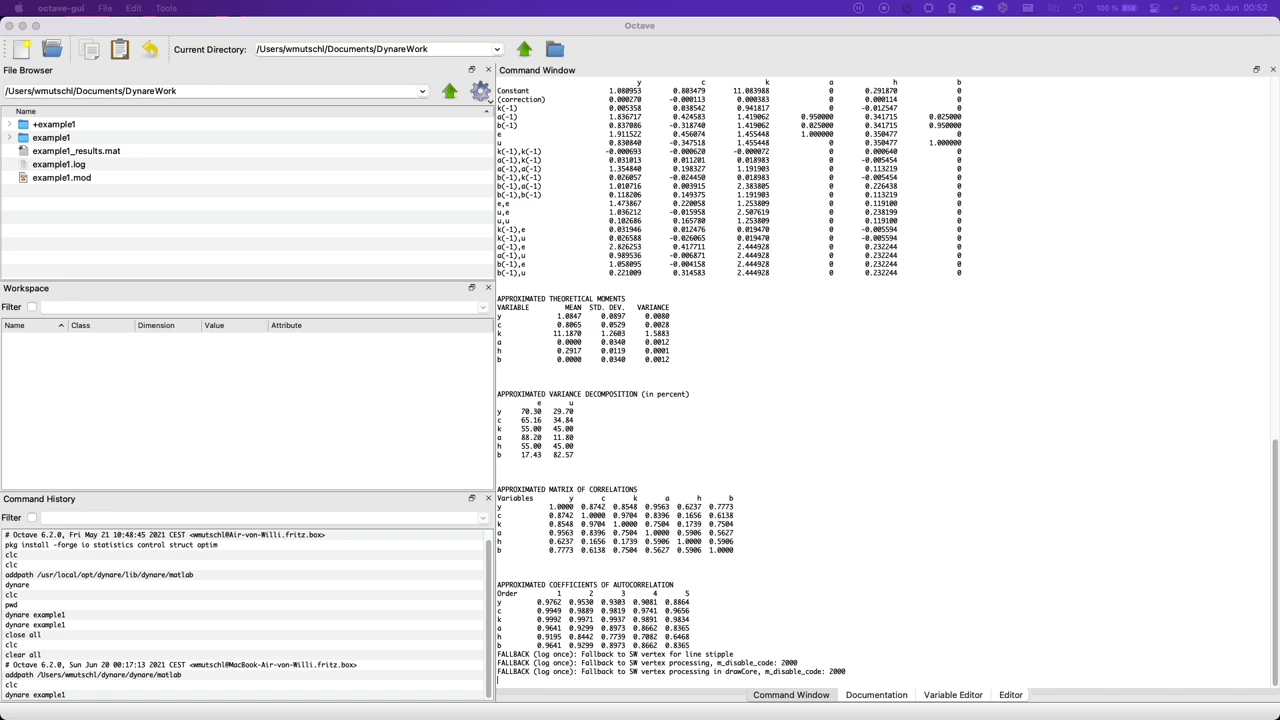 octave-gui File Edit Debug Tools 100 % Sun 20. Jun 00:52
Octave
Current Directory: /Users/wmutschl/Documents/DynareWork
File Browser
/Users/wmutschl/Documents/DynareWork
Name
+example1
example1
example1_results.mat
example1.log
example1.mod
Workspace
Filter
Name Class Dimension Value Attribute
Command History
Filter
# Octave 6.2.0, Fri May 21 10:48:45 2021 CEST <wmutschl@Air-von-Willi.fritz.box>
pkg install -forge io statistics control struct optim
clc
clc
addpath /usr/local/opt/dynare/lib/dynare/matlab
dynare
clc
pwd
dynare example1
dynare example1
close all
clc
clear all
# Octave 6.2.0, Sun Jun 20 00:17:13 2021 CEST <wmutschl@MacBook-Air-von-Willi.fritz.box>
addpath /Users/wmutschl/dynare/dynare/matlab
clc
dynare example1
Command Window
y c k a h b
Constant 1.080953 0.803479 11.083988 0 0.291870 0
(correction) 0.000270 -0.000113 0.000383 0 0.000114 0
k(-1) 0.005358 0.038542 0.941817 0 -0.012547 0
a(-1) 1.836717 0.424583 1.419062 0.950000 0.341715 0.025000
b(-1) 0.837086 -0.318740 1.419062 0.025000 0.341715 0.950000
e 1.911522 0.456074 1.455448 1.000000 0.350477 0
u 0.830840 -0.347518 1.455448 0 0.350477 1.000000
k(-1),k(-1) -0.000693 -0.000620 -0.000072 0 0.000640 0
a(-1),k(-1) 0.031013 0.011201 0.018983 0 -0.005454 0
a(-1),a(-1) 1.354840 0.198327 1.191903 0 0.113219 0
b(-1),k(-1) 0.026057 -0.024450 0.018983 0 -0.005454 0
b(-1),a(-1) 1.010716 0.003915 2.383805 0 0.226438 0
b(-1),b(-1) 0.118206 0.149375 1.191903 0 0.113219 0
e,e 1.473867 0.220058 1.253809 0 0.119100 0
u,e 1.036212 -0.015958 2.507619 0 0.238199 0
u,u 0.102686 0.165780 1.253809 0 0.119100 0
k(-1),e 0.031946 0.012476 0.019470 0 -0.005594 0
k(-1),u 0.026588 -0.026065 0.019470 0 -0.005594 0
a(-1),e 2.826253 0.417711 2.444928 0 0.232244 0
a(-1),u 0.989536 -0.006871 2.444928 0 0.232244 0
b(-1),e 1.058095 -0.004158 2.444928 0 0.232244 0
b(-1),u 0.221009 0.314583 2.444928 0 0.232244 0
APPROXIMATED THEORETICAL MOMENTS
VARIABLE MEAN STD. DEV. VARIANCE
y 1.0847 0.0897 0.0080
c 0.8065 0.0529 0.0028
k 11.1870 1.2603 1.5883
a 0.0000 0.0340 0.0012
h 0.2917 0.0119 0.0001
b 0.0000 0.0340 0.0012
APPROXIMATED VARIANCE DECOMPOSITION (in percent)
e u
y 70.30 29.70
c 65.16 34.84
k 55.00 45.00
a 88.20 11.80
h 55.00 45.00
b 17.43 82.57
APPROXIMATED MATRIX OF CORRELATIONS
Variables y c k a h b
y 1.0000 0.8742 0.8548 0.9563 0.6237 0.7773
c 0.8742 1.0000 0.9704 0.8396 0.1656 0.6138
k 0.8548 0.9704 1.0000 0.7504 0.1739 0.7504
a 0.9563 0.8396 0.7504 1.0000 0.5906 0.5627
h 0.6237 0.1656 0.1739 0.5906 1.0000 0.5906
b 0.7773 0.6138 0.7504 0.5627 0.5906 1.0000
APPROXIMATED COEFFICIENTS OF AUTOCORRELATION
Order 1 2 3 4 5
y 0.9762 0.9530 0.9303 0.9081 0.8864
c 0.9949 0.9889 0.9819 0.9741 0.9656
k 0.9992 0.9971 0.9937 0.9891 0.9834
a 0.9641 0.9299 0.8973 0.8662 0.8365
h 0.9195 0.8442 0.7739 0.7082 0.6468
b 0.9641 0.9299 0.8973 0.8662 0.8365
FALLBACK (log once): Fallback to SW vertex for line stipple
FALLBACK (log once): Fallback to SW vertex processing, m_disable_code: 2000
FALLBACK (log once): Fallback to SW vertex processing in drawCore, m_disable_code: 2000
Command Window Documentation Variable Editor Editor